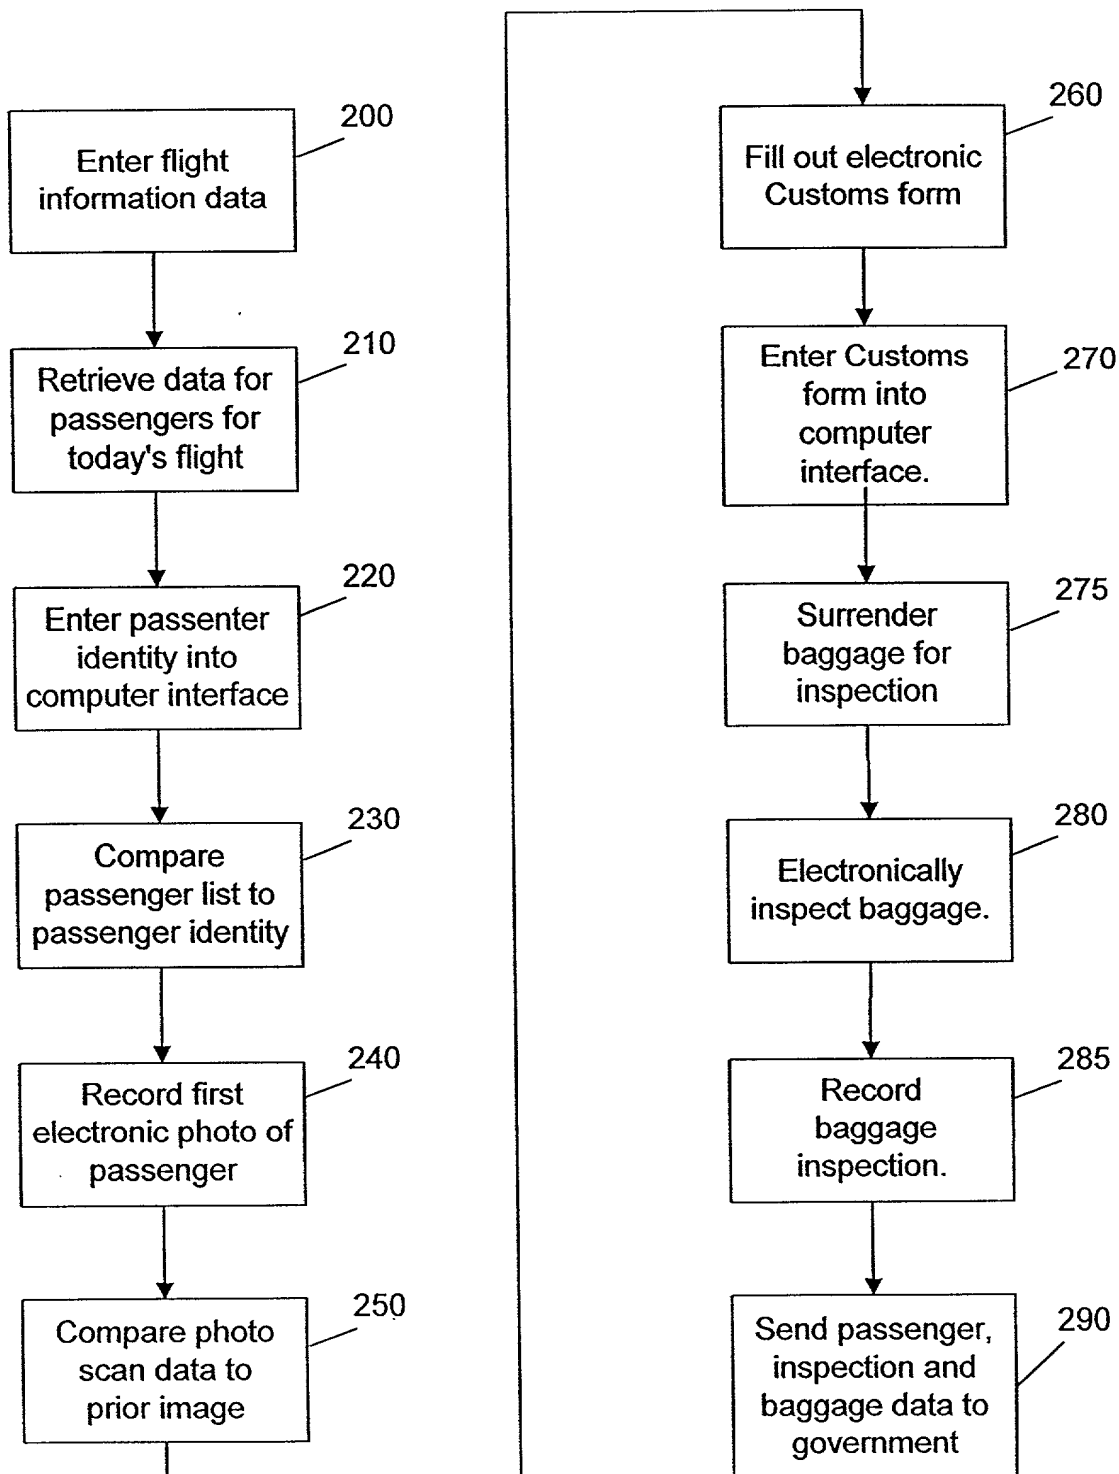 200
Enter flight
information data
210
Retrieve data for
passengers for
today's flight
220
Enter passenter
identity into
computer interface
230
Compare
passenger list to
passenger identity
240
Record first
electronic photo of
passenger
250
Compare photo
scan data to
prior image
260
Fill out electronic
Customs form
270
Enter Customs
form into
computer
interface.
275
Surrender
baggage for
inspection
280
Electronically
inspect baggage.
285
Record
baggage
inspection.
290
Send passenger,
inspection and
baggage data to
government